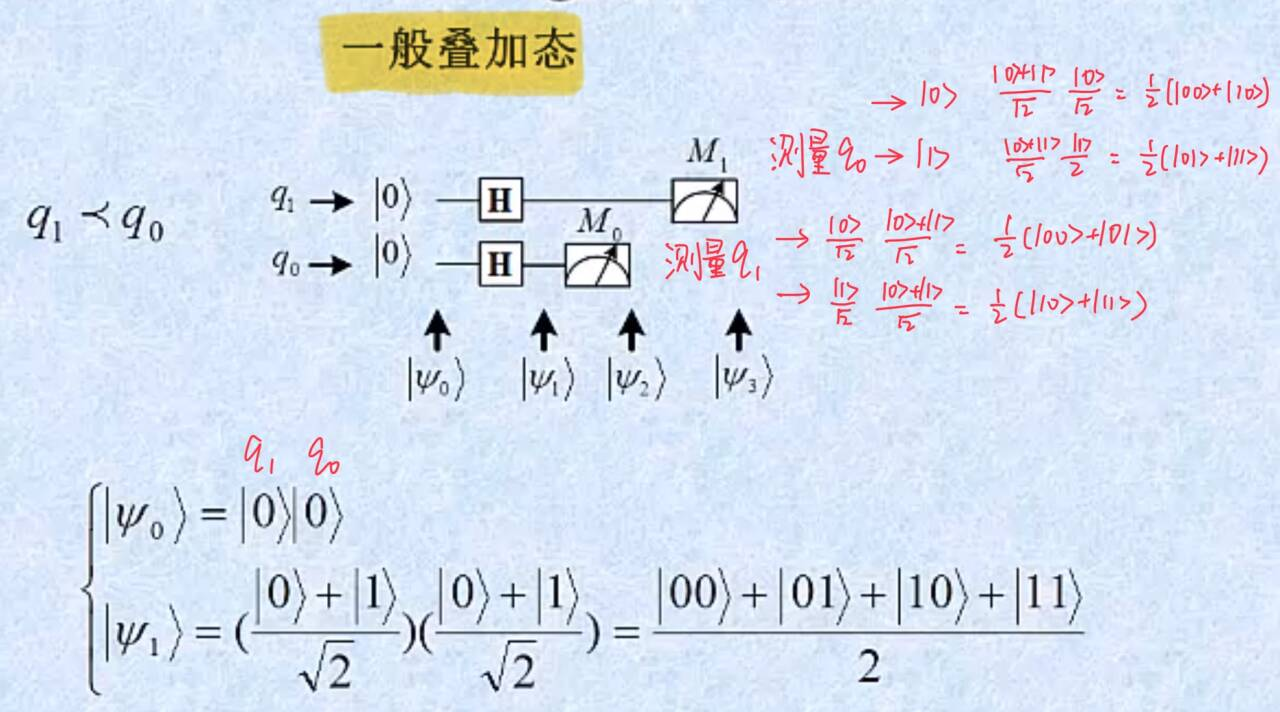 一般叠加态
→ |0> |0>+|1>/√2 |0>/√2 = 1/2(|00>+|10>)
测量q₀ → |1> |0>+|1>/√2 |1>/2 = 1/2(|01>+|11>)
M₁
q₁ → |0⟩ H
q₁ ≺ q₀
M₀
q₀ → |0⟩ H
测量q₁ → |0>/√2 |0>+|1>/√2 = 1/2(|00>+|01>)
→ |1>/√2 |0>+|1>/√2 = 1/2(|10>+|11>)
|ψ₀⟩ |ψ₁⟩ |ψ₂⟩ |ψ₃⟩
q₁ q₀
|ψ₀⟩ = |0⟩|0⟩
|ψ₁⟩ = (|0⟩+|1⟩/√2)(|0⟩+|1⟩/√2) = |00⟩+|01⟩+|10⟩+|11⟩/2